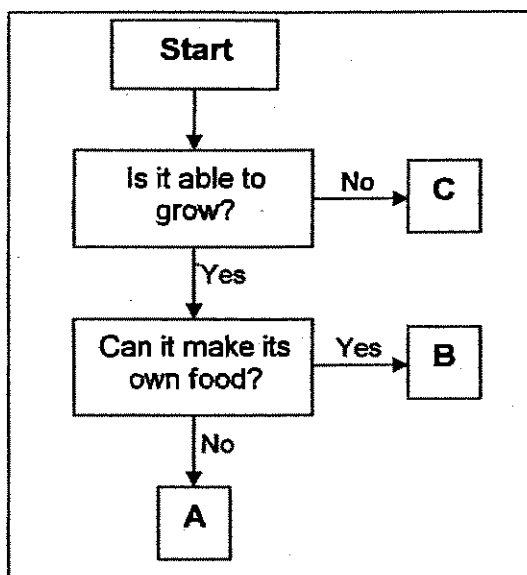 Start
Is it able to
grow?
No
C
Yes
Can it make its
own food?
Yes
B
No
A